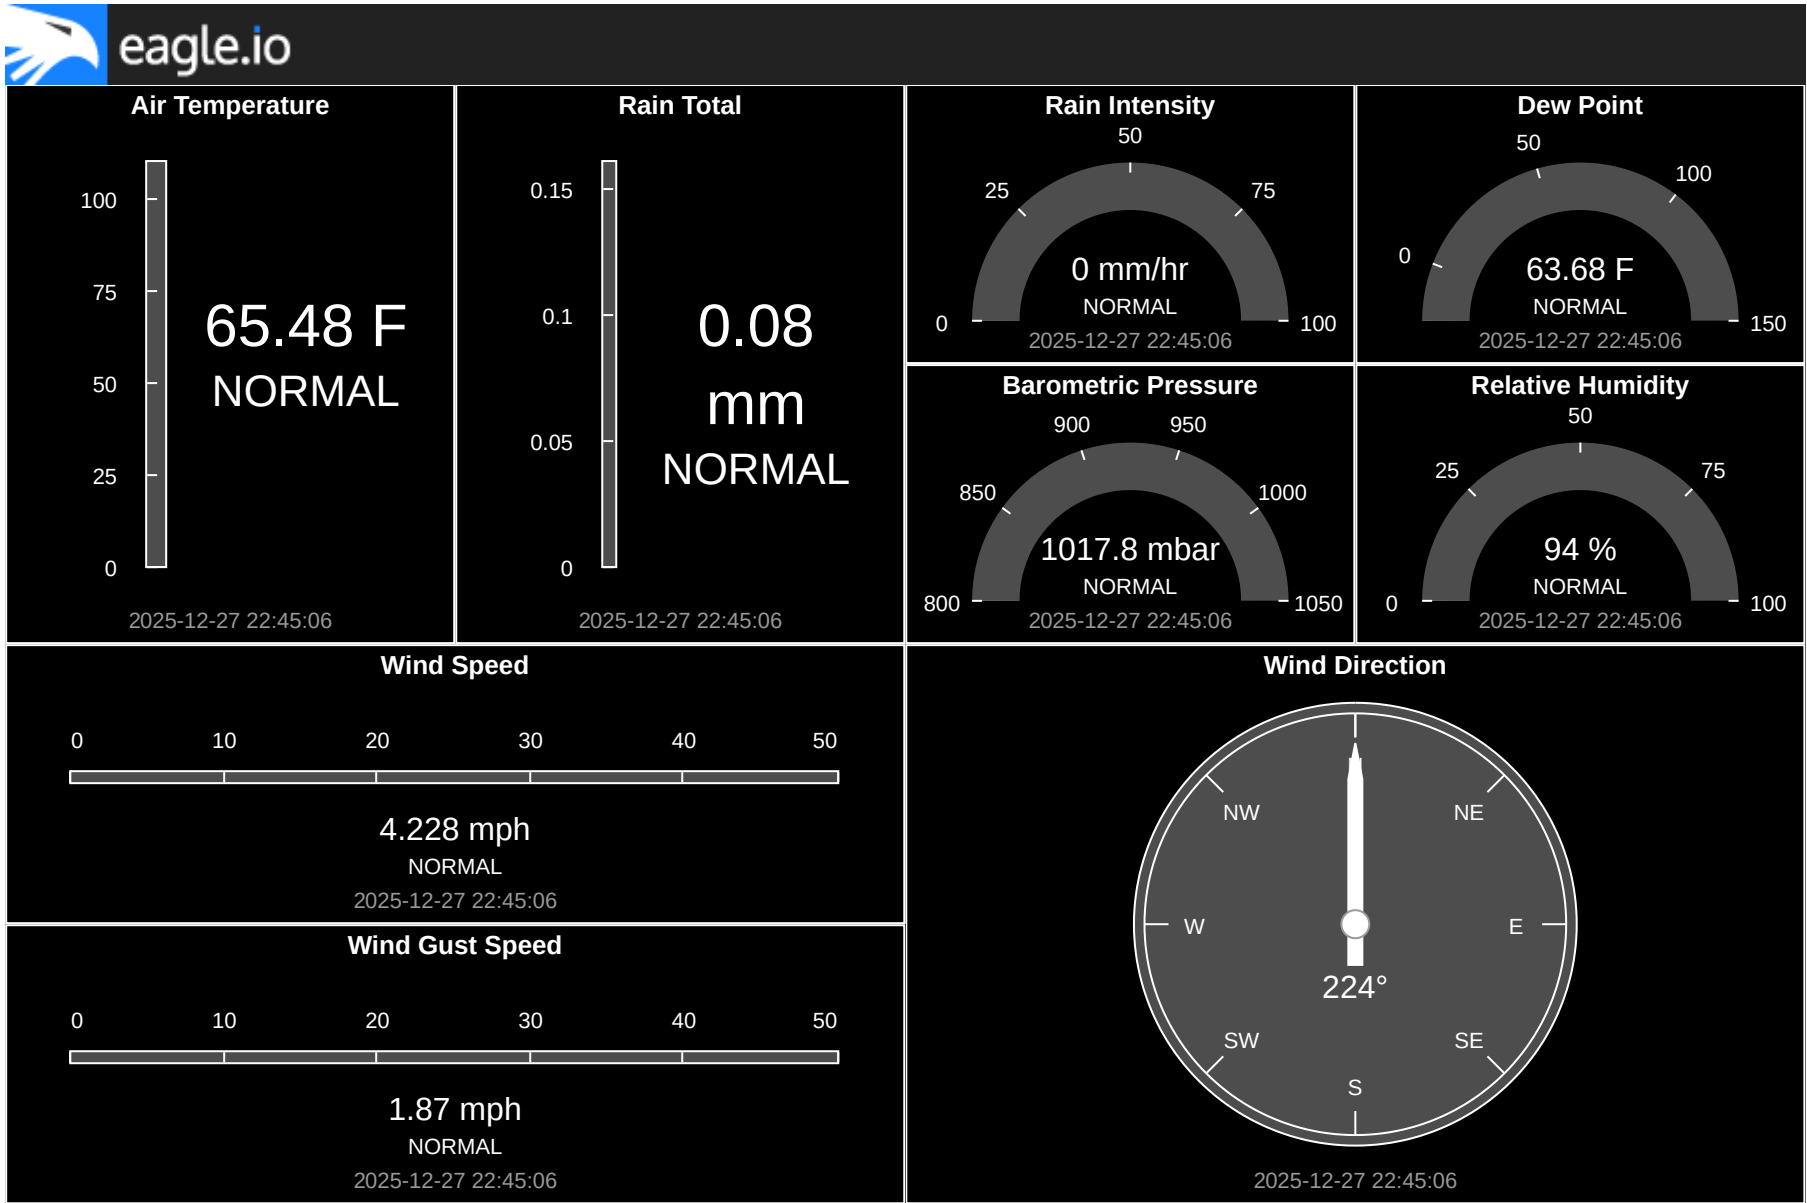 eagle.io
Air Temperature
100
75
50
25
0
65.48 F
NORMAL
2025-12-27 22:45:06
Rain Total
0.15
0.1
0.05
0
0.08
mm
NORMAL
2025-12-27 22:45:06
Rain Intensity
0
25
50
75
100
0 mm/hr
NORMAL
2025-12-27 22:45:06
Dew Point
0
50
100
150
63.68 F
NORMAL
2025-12-27 22:45:06
Barometric Pressure
800
850
900
950
1000
1050
1017.8 mbar
NORMAL
2025-12-27 22:45:06
Relative Humidity
0
25
50
75
100
94 %
NORMAL
2025-12-27 22:45:06
Wind Speed
0 10 20 30 40 50
4.228 mph
NORMAL
2025-12-27 22:45:06
Wind Gust Speed
0 10 20 30 40 50
1.87 mph
NORMAL
2025-12-27 22:45:06
Wind Direction
NW NE
W E
224°
SW SE
S
2025-12-27 22:45:06